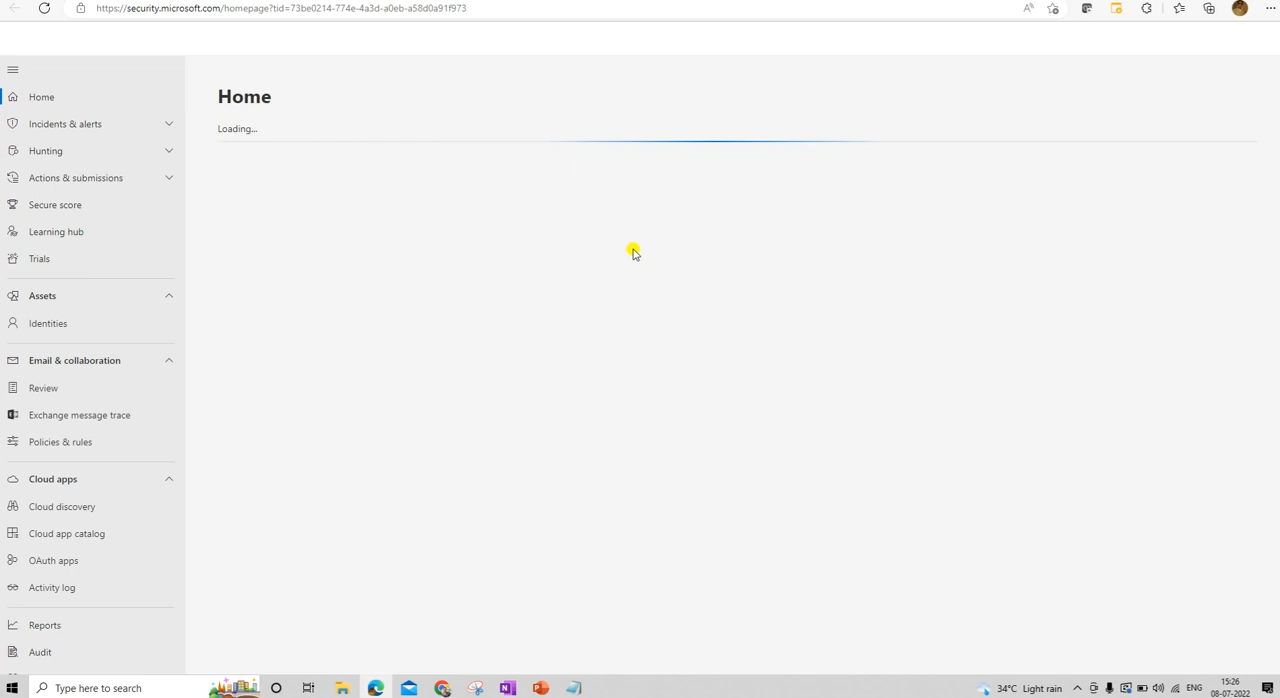 https://security.microsoft.com/homepage?tid=73be0214-774e-4a3d-a0eb-a58d0a91f973
Home
Home
Loading...
Incidents & alerts
Hunting
Actions & submissions
Secure score
Learning hub
Trials
Assets
Identities
Email & collaboration
Review
Exchange message trace
Policies & rules
Cloud apps
Cloud discovery
Cloud app catalog
OAuth apps
Activity log
Reports
Audit
Type here to search
34°C Light rain
ENG
15:26
08-07-2022